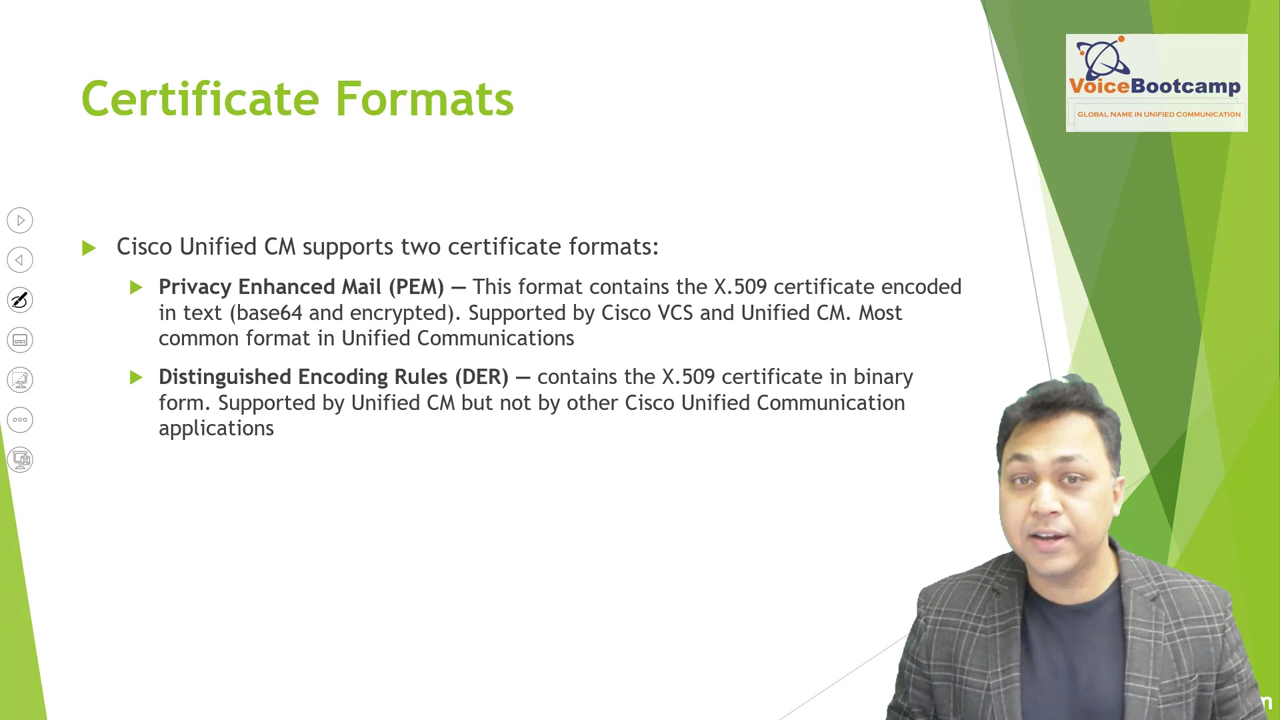 Certificate Formats
VoiceBootcamp
GLOBAL NAME IN UNIFIED COMMUNICATION
Cisco Unified CM supports two certificate formats:
Privacy Enhanced Mail (PEM) — This format contains the X.509 certificate encoded
in text (base64 and encrypted). Supported by Cisco VCS and Unified CM. Most
common format in Unified Communications
Distinguished Encoding Rules (DER) — contains the X.509 certificate in binary
form. Supported by Unified CM but not by other Cisco Unified Communication
applications